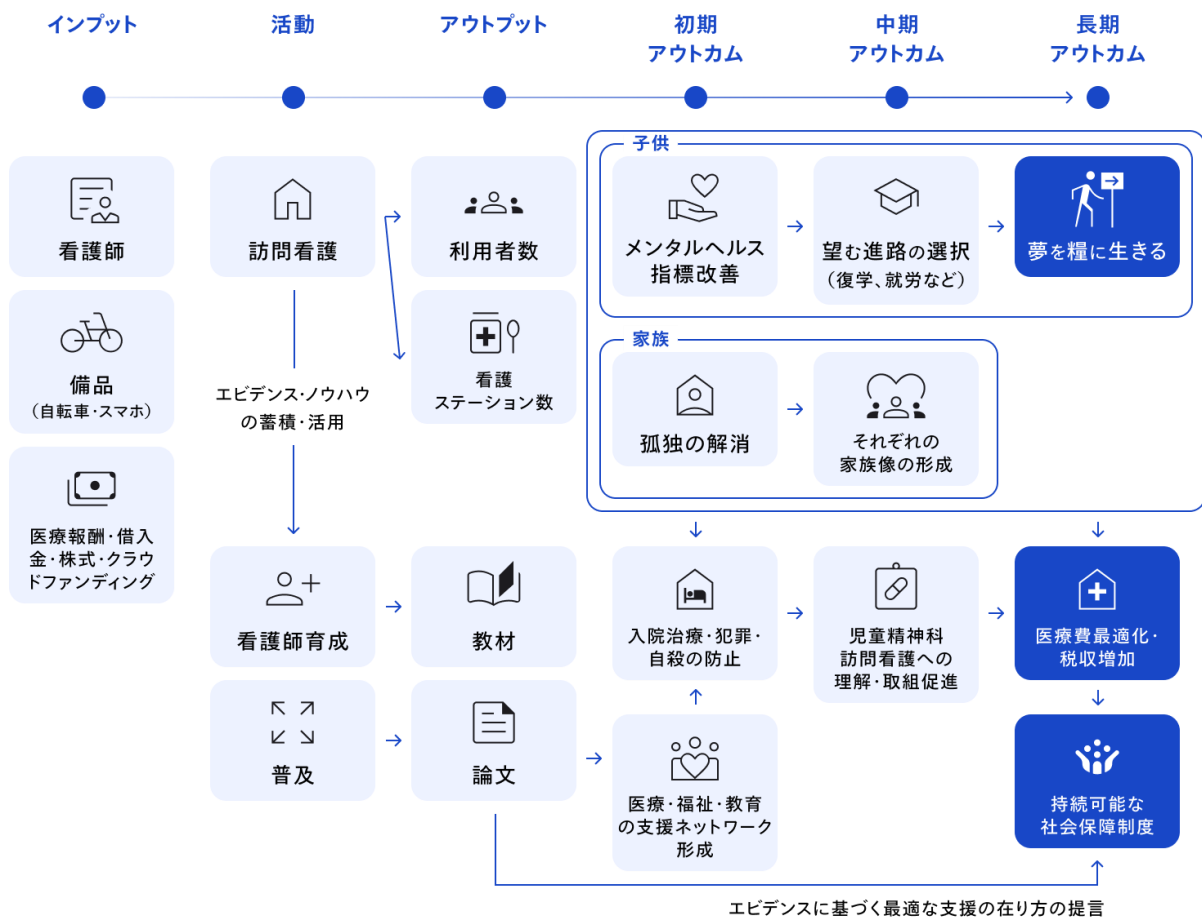 インプット
活動
アウトプット
初期
アウトカム
中期
アウトカム
長期
アウトカム
看護師
備品
(自転車・スマホ)
医療報酬・借入
金・株式・クラウ
ドファンディング
訪問看護
エビデンス・ノウハウ
の蓄積・活用
看護師育成
普及
利用者数
看護
ステーション数
教材
論文
子供
メンタルヘルス
指標改善
望む進路の選択
(復学、就労など)
夢を糧に生きる
家族
孤独の解消
それぞれの
家族像の形成
入院治療・犯罪・
自殺の防止
児童精神科
訪問看護への
理解・取組促進
医療費最適化・
税収増加
医療・福祉・教育
の支援ネットワーク
形成
持続可能な
社会保障制度
エビデンスに基づく最適な支援の在り方の提言